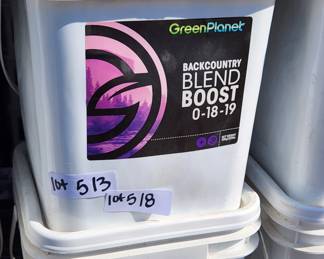 GreenPlanet
BACKCOUNTRY
BLEND
BOOST
0-18-19
lot 513
lot 518